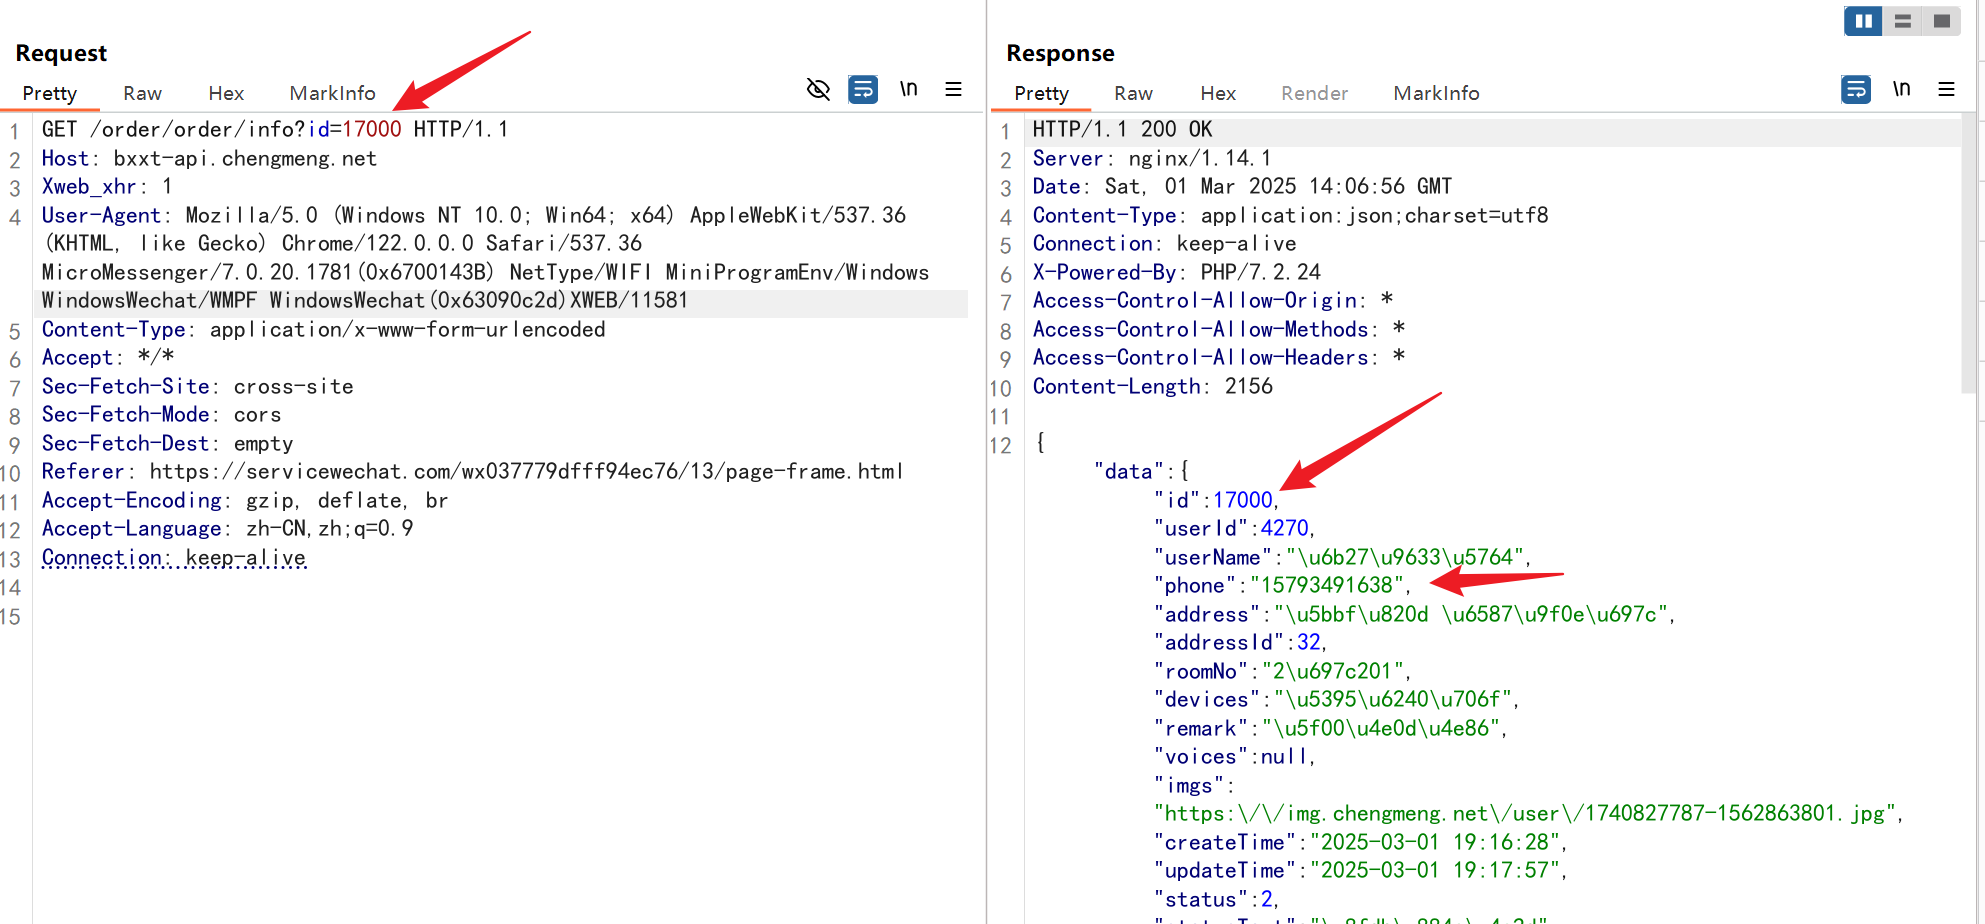 Request
Pretty Raw Hex MarkInfo \n
1 GET /order/order/info?id=17000 HTTP/1.1
2 Host: bxxt-api.chengmeng.net
3 Xweb_xhr: 1
4 User-Agent: Mozilla/5.0 (Windows NT 10.0; Win64; x64) AppleWebKit/537.36
(KHTML, like Gecko) Chrome/122.0.0.0 Safari/537.36
MicroMessenger/7.0.20.1781(0x6700143B) NetType/WIFI MiniProgramEnv/Windows
WindowsWechat/WMPF WindowsWechat(0x63090c2d)XWEB/11581
5 Content-Type: application/x-www-form-urlencoded
6 Accept: */*
7 Sec-Fetch-Site: cross-site
8 Sec-Fetch-Mode: cors
9 Sec-Fetch-Dest: empty
10 Referer: https://servicewechat.com/wx037779dfff94ec76/13/page-frame.html
11 Accept-Encoding: gzip, deflate, br
12 Accept-Language: zh-CN,zh;q=0.9
13 Connection: keep-alive
14
15
Response
Pretty Raw Hex Render MarkInfo \n
1 HTTP/1.1 200 OK
2 Server: nginx/1.14.1
3 Date: Sat, 01 Mar 2025 14:06:56 GMT
4 Content-Type: application:json;charset=utf8
5 Connection: keep-alive
6 X-Powered-By: PHP/7.2.24
7 Access-Control-Allow-Origin: *
8 Access-Control-Allow-Methods: *
9 Access-Control-Allow-Headers: *
10 Content-Length: 2156
11
12 {
"data":{
"id":17000,
"userId":4270,
"userName":"\u6b27\u9633\u5764",
"phone":"15793491638",
"address":"\u5bbf\u820d \u6587\u9f0e\u697c",
"addressId":32,
"roomNo":"2\u697c201",
"devices":"\u5395\u6240\u706f",
"remark":"\u5f00\u4e0d\u4e86",
"voices":null,
"imgs":
"https:\/\/img.chengmeng.net\/user\/1740827787-1562863801.jpg",
"createTime":"2025-03-01 19:16:28",
"updateTime":"2025-03-01 19:17:57",
"status":2,